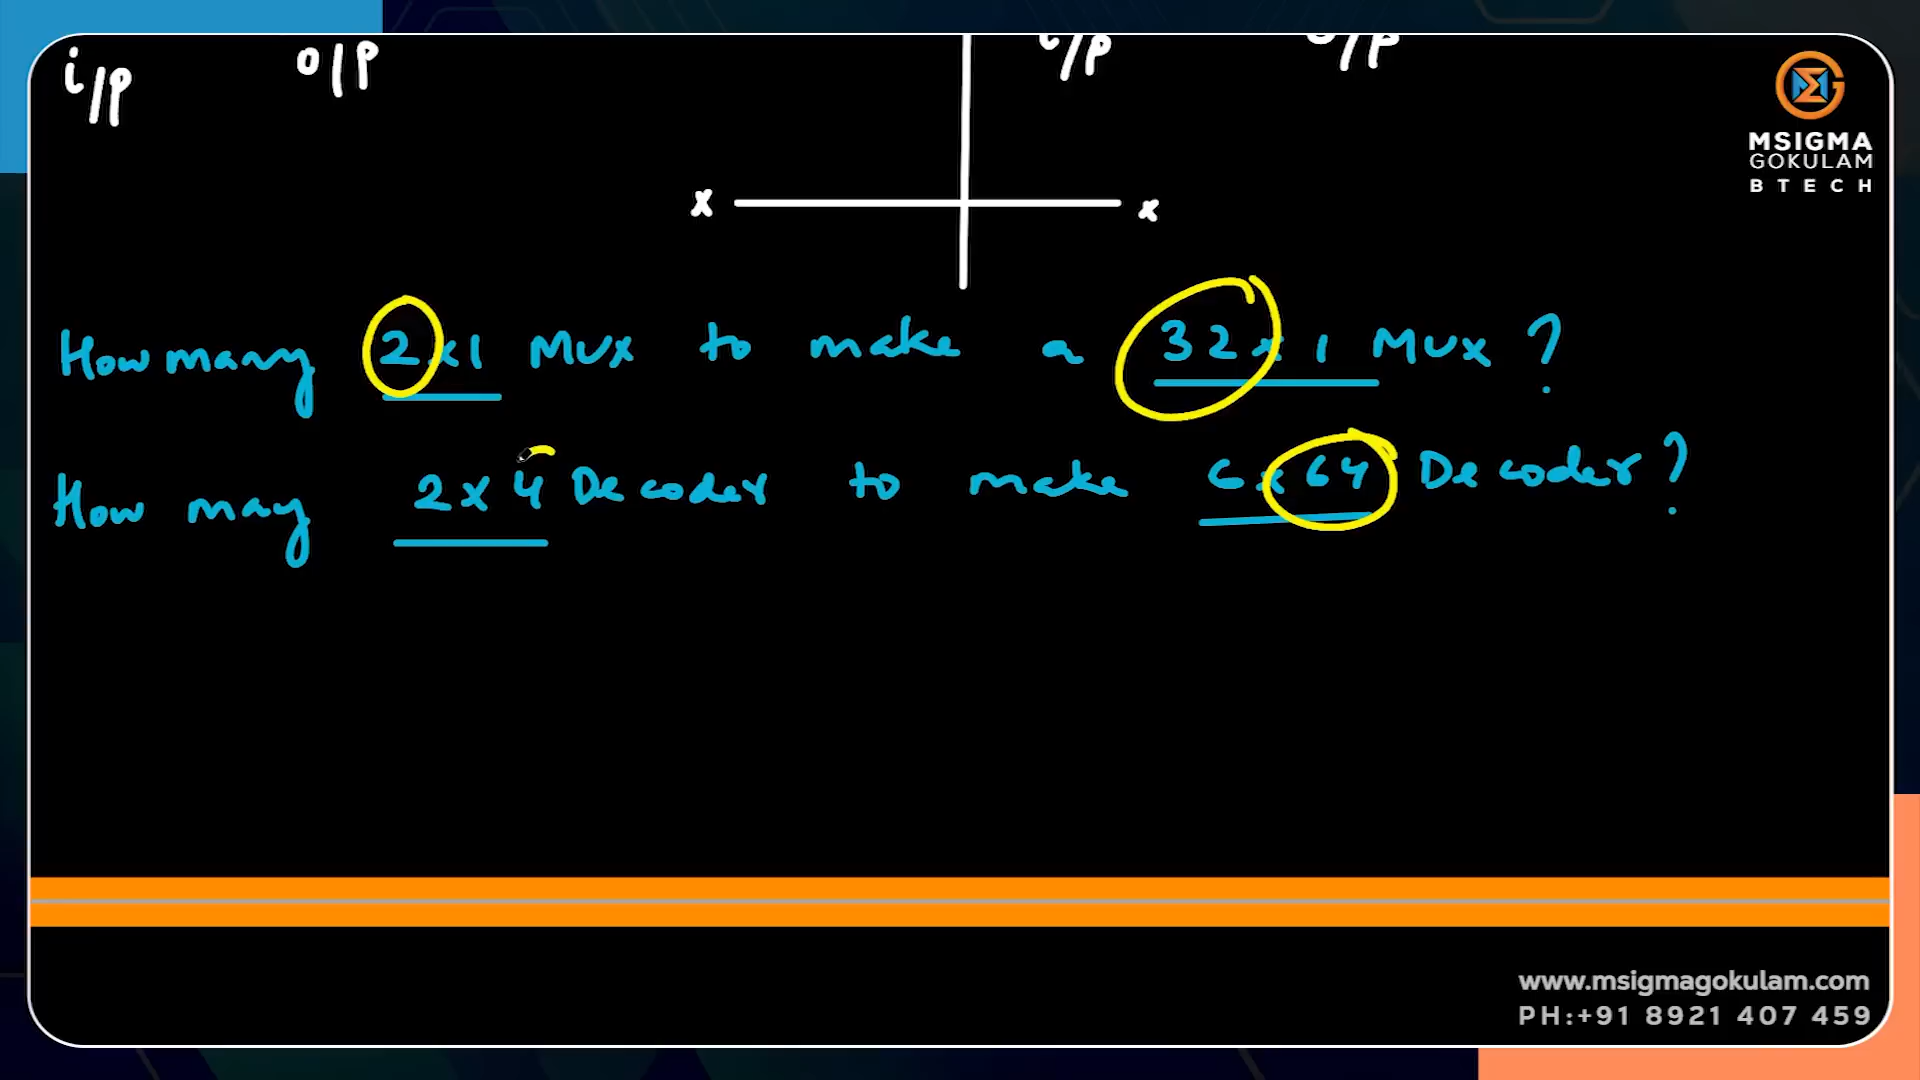 i/p o/p i/p o/p
MSIGMA
GOKULAM
BTECH
x x
How many 2x1 Mux to make a 32x1 Mux ?
How may 2x4 Decoder to make 6x64 Decoder ?
www.msigmagokulam.com
PH:+91 8921 407 459